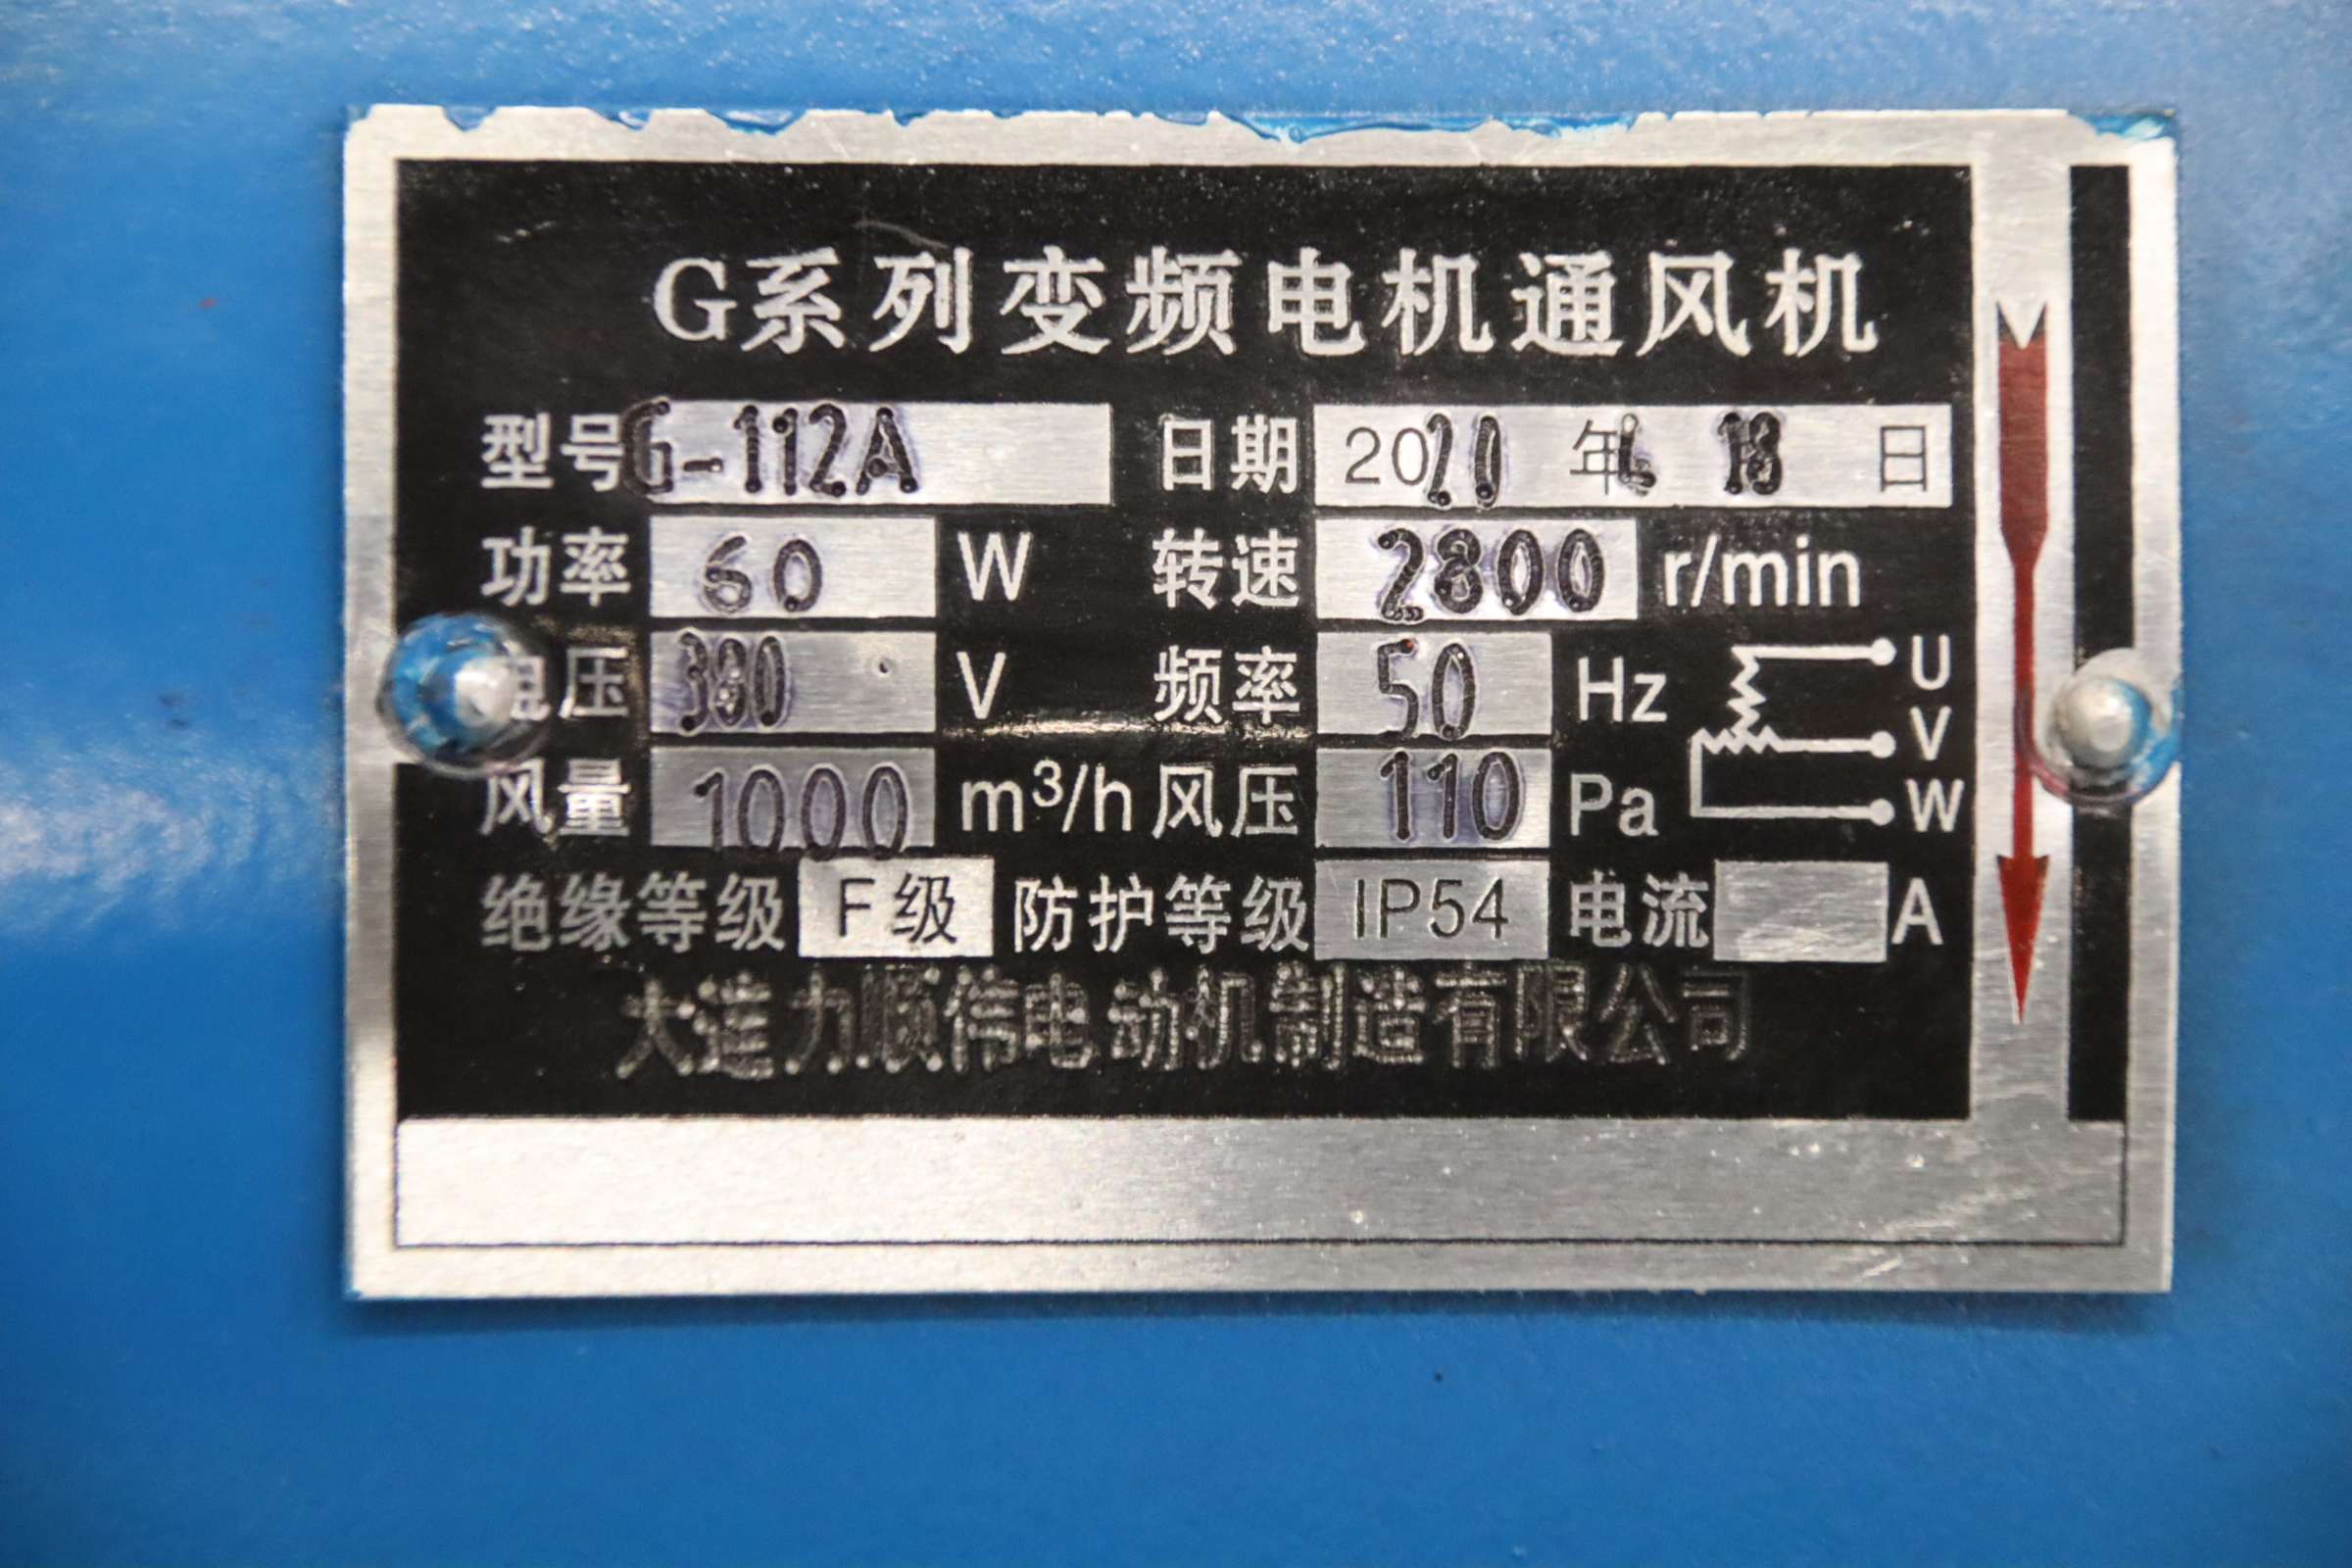 G系列变频电机通风机
型号 G-112A 日期 2020 年 18 日
功率 60 W 转速 2800 r/min
电压 380 V 频率 50 Hz U
V
风量 1000 m³/h 风压 110 Pa W
绝缘等级 F级 防护等级 IP54 电流 A
大连力顺伟电动机制造有限公司